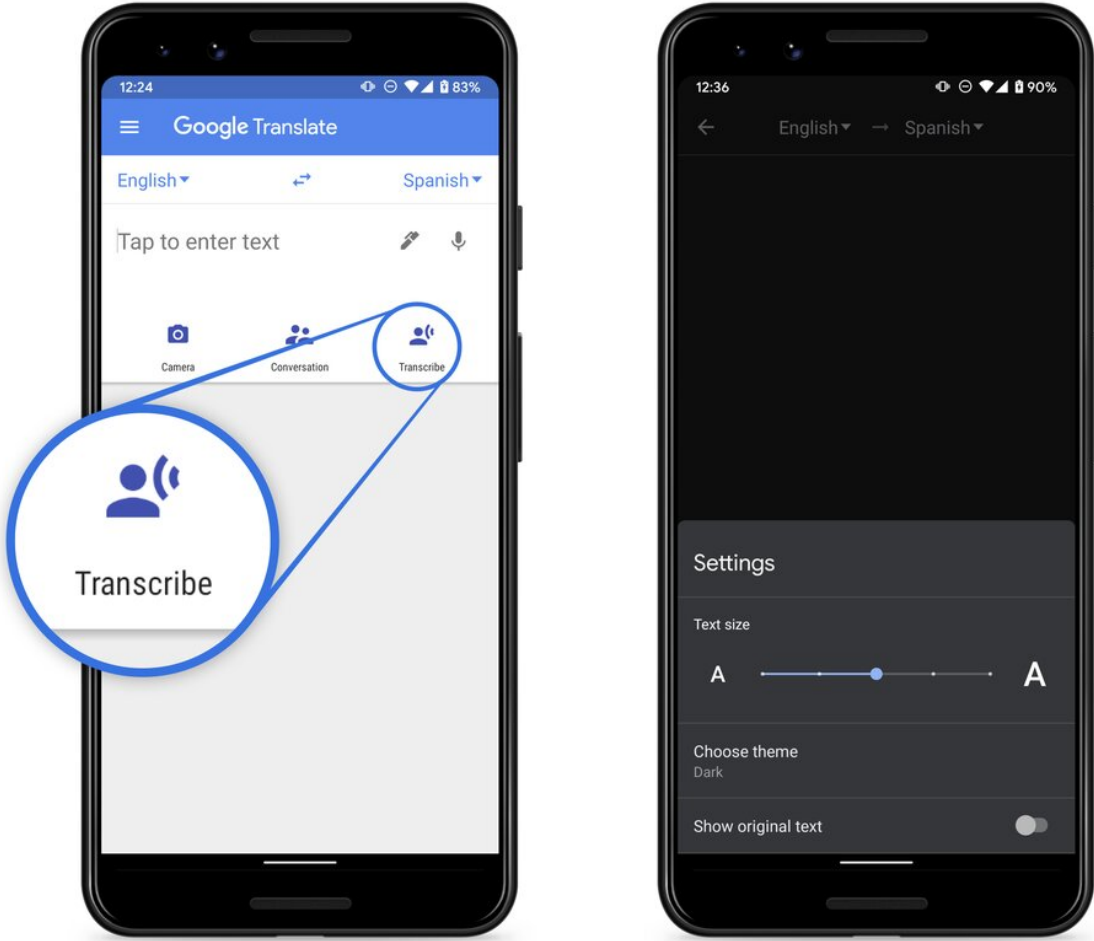 12:24 83%
Google Translate
English Spanish
Tap to enter text
Camera Conversation Transcribe
Transcribe
12:36 90%
English Spanish
Settings
Text size
A A
Choose theme
Dark
Show original text